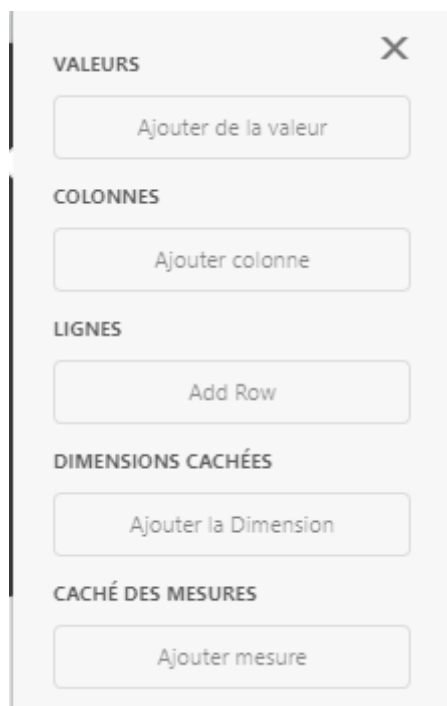 VALEURS
Ajouter de la valeur
COLONNES
Ajouter colonne
LIGNES
Add Row
DIMENSIONS CACHÉES
Ajouter la Dimension
CACHÉ DES MESURES
Ajouter mesure